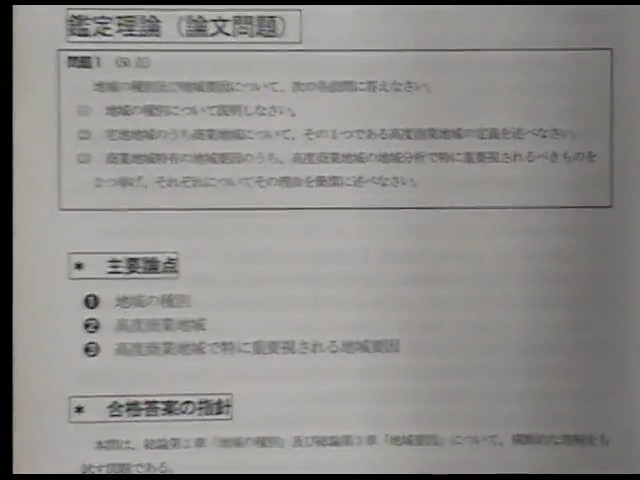 鑑定理論（論文問題）
問題1（50点）
地域の種別及び地域要因について、次の各設問に答えなさい。
(1) 地域の種別について説明しなさい。
(2) 宅地地域のうち商業地域について、その1つである高度商業地域の定義を述べなさい。
(3) 商業地域特有の地域要因のうち、高度商業地域の地域分析で特に重要視されるべきものを
2つ挙げ、それぞれについてその理由を簡潔に述べなさい。
* 主要論点
❶ 地域の種別
❷ 高度商業地域
❸ 高度商業地域で特に重要視される地域要因
* 合格答案の指針
本問は、総論第2章「地域の種別」及び総論第3章「地域要因」について、横断的な理解をも
試す問題である。